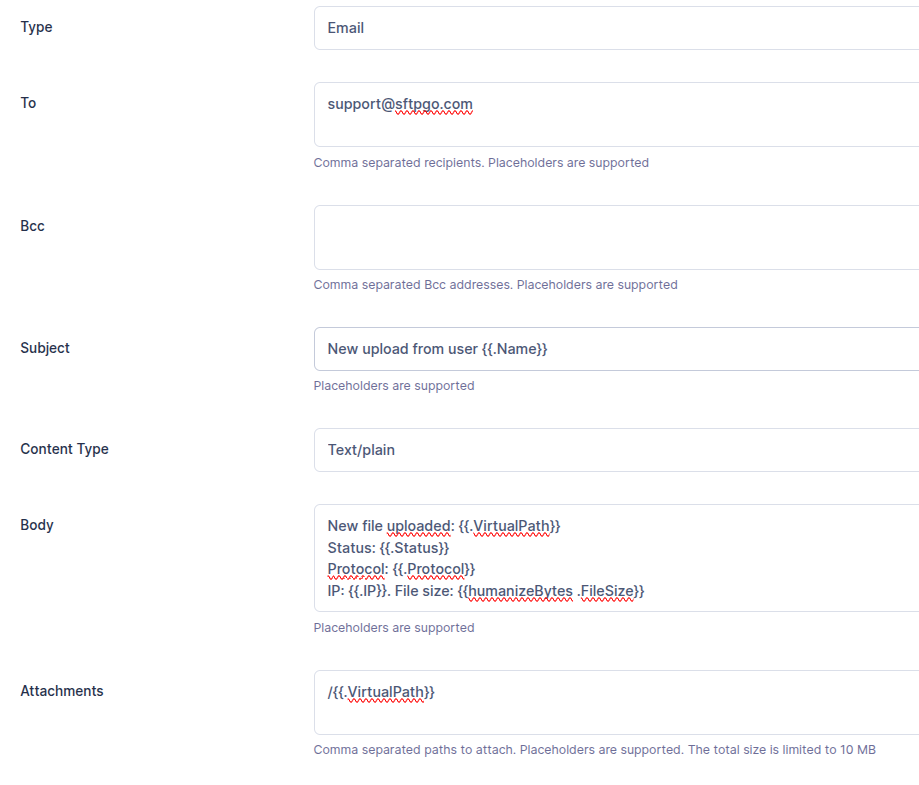 Type
Email
To
support@sftpgo.com
Comma separated recipients. Placeholders are supported
Bcc
Comma separated Bcc addresses. Placeholders are supported
Subject
New upload from user {{.Name}}
Placeholders are supported
Content Type
Text/plain
Body
New file uploaded: {{.VirtualPath}}
Status: {{.Status}}
Protocol: {{.Protocol}}
IP: {{.IP}}. File size: {{humanizeBytes .FileSize}}
Placeholders are supported
Attachments
/{{.VirtualPath}}
Comma separated paths to attach. Placeholders are supported. The total size is limited to 10 MB